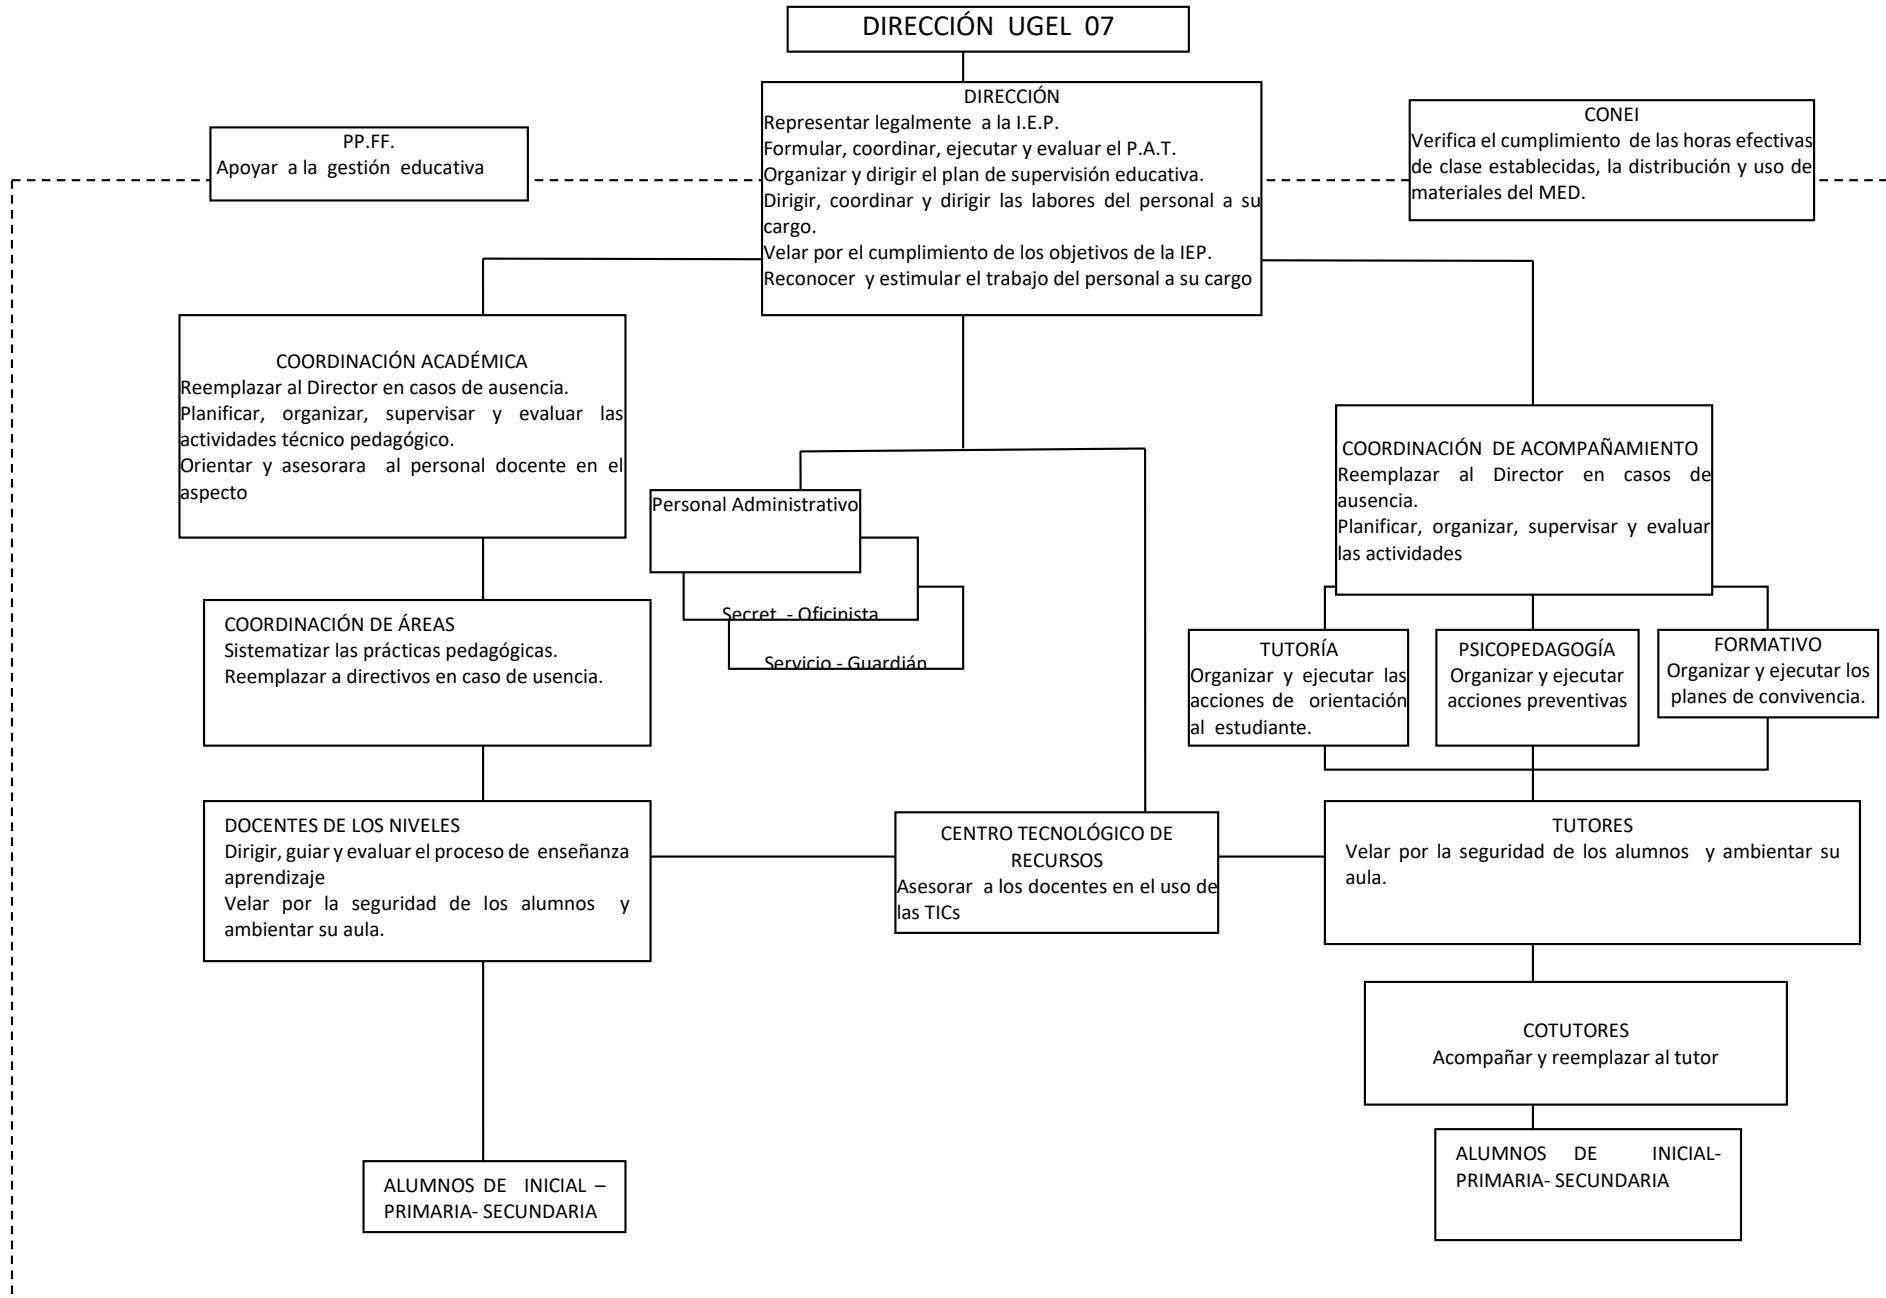 DIRECCIÓN UGEL 07
DIRECCIÓN
Representar legalmente a la I.E.P.
Formular, coordinar, ejecutar y evaluar el P.A.T.
Organizar y dirigir el plan de supervisión educativa.
Dirigir, coordinar y dirigir las labores del personal a su
cargo.
Velar por el cumplimiento de los objetivos de la IEP.
Reconocer y estimular el trabajo del personal a su cargo
PP.FF.
Apoyar a la gestión educativa
CONEI
Verifica el cumplimiento de las horas efectivas
de clase establecidas, la distribución y uso de
materiales del MED.
COORDINACIÓN ACADÉMICA
Reemplazar al Director en casos de ausencia.
Planificar, organizar, supervisar y evaluar las
actividades técnico pedagógico.
Orientar y asesorara al personal docente en el
aspecto
Personal Administrativo
Secret. - Oficinista
Servicio - Guardián
COORDINACIÓN DE ACOMPAÑAMIENTO
Reemplazar al Director en casos de
ausencia.
Planificar, organizar, supervisar y evaluar
las actividades
COORDINACIÓN DE ÁREAS
Sistematizar las prácticas pedagógicas.
Reemplazar a directivos en caso de usencia.
TUTORÍA
Organizar y ejecutar las
acciones de orientación
al estudiante.
PSICOPEDAGOGÍA
Organizar y ejecutar
acciones preventivas
FORMATIVO
Organizar y ejecutar los
planes de convivencia.
DOCENTES DE LOS NIVELES
Dirigir, guiar y evaluar el proceso de enseñanza
aprendizaje
Velar por la seguridad de los alumnos y
ambientar su aula.
CENTRO TECNOLÓGICO DE
RECURSOS
Asesorar a los docentes en el uso de
las TICs
TUTORES
Velar por la seguridad de los alumnos y ambientar su
aula.
COTUTORES
Acompañar y reemplazar al tutor
ALUMNOS DE INICIAL –
PRIMARIA- SECUNDARIA
ALUMNOS DE INICIAL-
PRIMARIA- SECUNDARIA